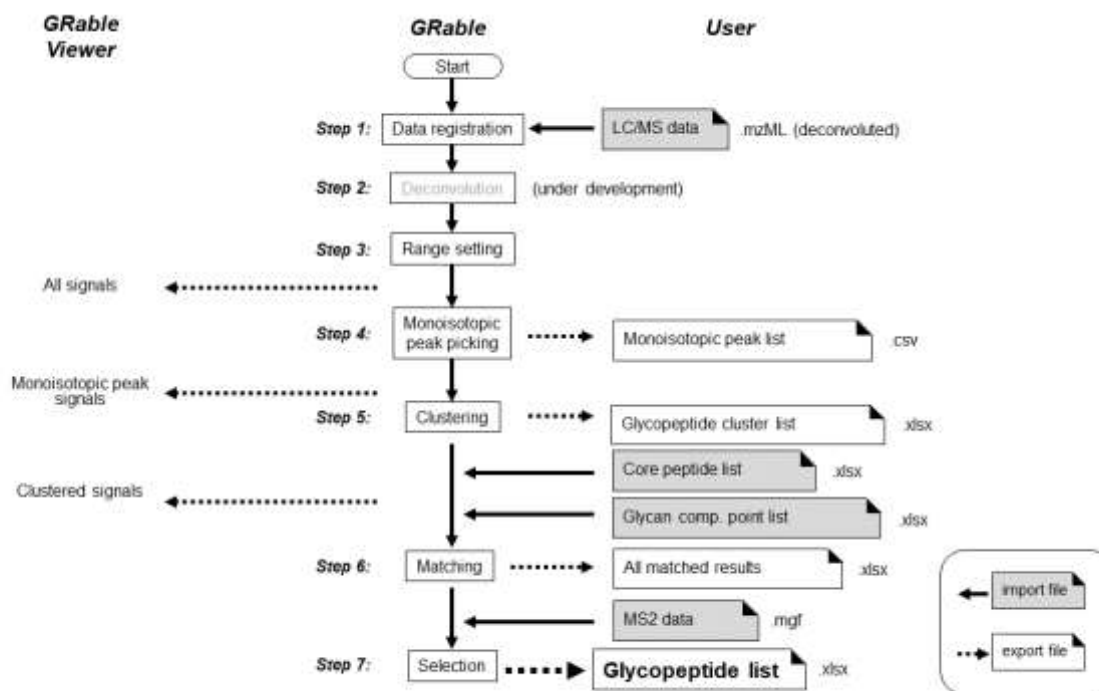 GRable
Viewer
GRable
User
Start
Step 1:
Data registration
LC/MS data
.mzML (deconvoluted)
Step 2:
Deconvolution
(under development)
Step 3:
Range setting
All signals
Step 4:
Monoisotopic
peak picking
Monoisotopic peak list
.csv
Monoisotopic peak
signals
Step 5:
Clustering
Glycopeptide cluster list
.xlsx
Core peptide list
.xlsx
Clustered signals
Glycan comp. point list
.xlsx
Step 6:
Matching
All matched results
.xlsx
import file
MS2 data
.mgf
export file
Step 7:
Selection
Glycopeptide list
.xlsx